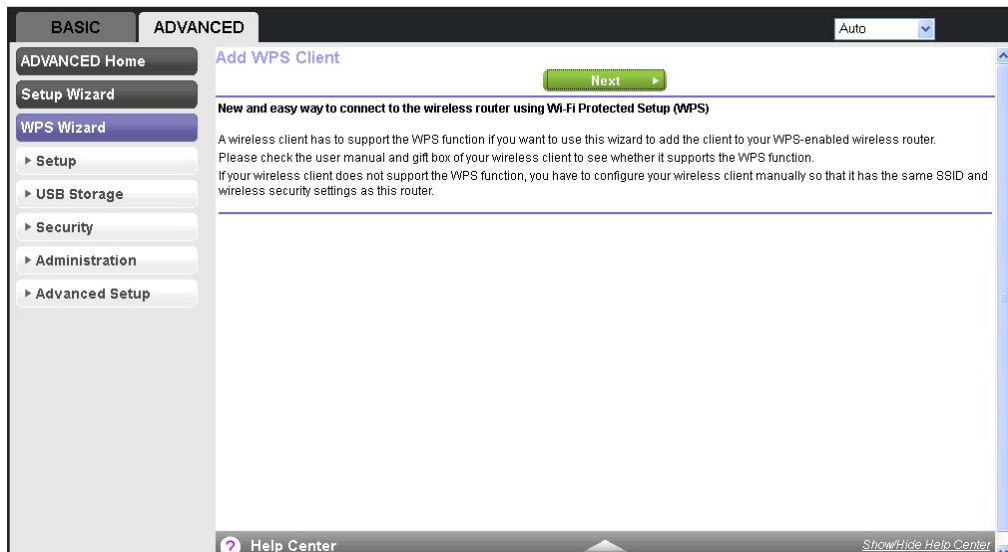 BASIC
ADVANCED
Auto
ADVANCED Home
Setup Wizard
WPS Wizard
Setup
USB Storage
Security
Administration
Advanced Setup
Add WPS Client
Next
New and easy way to connect to the wireless router using Wi-Fi Protected Setup (WPS)
A wireless client has to support the WPS function if you want to use this wizard to add the client to your WPS-enabled wireless router.
Please check the user manual and gift box of your wireless client to see whether it supports the WPS function.
If your wireless client does not support the WPS function, you have to configure your wireless client manually so that it has the same SSID and
wireless security settings as this router.
? Help Center
Show/Hide Help Center